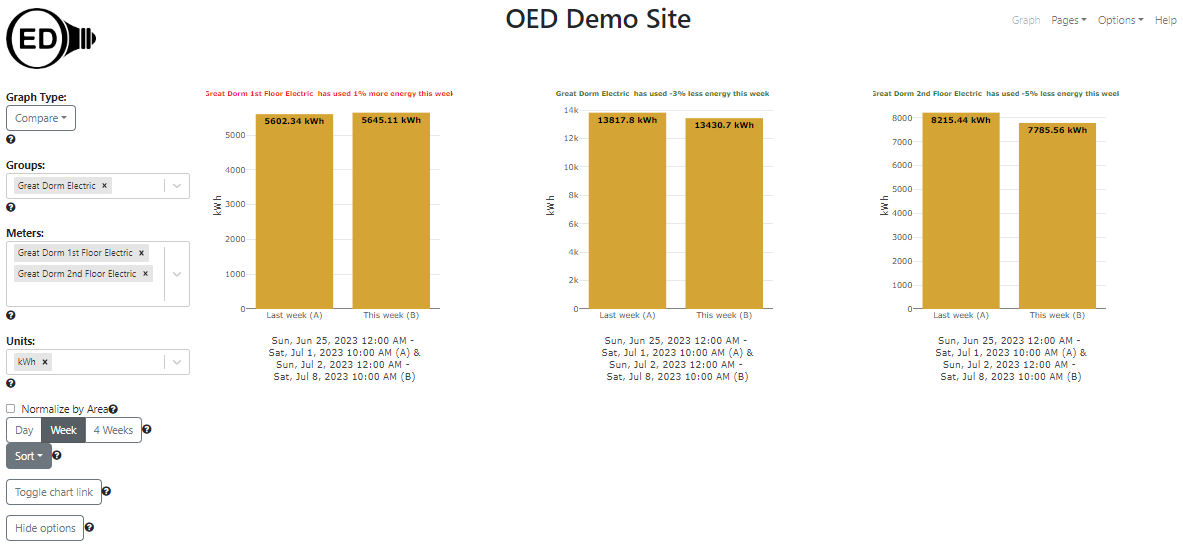 OED Demo Site
ED
Graph Pages Options Help
Graph Type:
Compare
Groups:
Great Dorm Electric ×
Meters:
Great Dorm 1st Floor Electric ×
Great Dorm 2nd Floor Electric ×
Units:
kWh ×
Normalize by Area
Day Week 4 Weeks
Sort
Toggle chart link
Hide options
Great Dorm 1st Floor Electric has used 1% more energy this week
kWh
5000
4000
3000
2000
1000
0
5602.34 kWh
5645.11 kWh
Last week (A)
This week (B)
Sun, Jun 25, 2023 12:00 AM -
Sat, Jul 1, 2023 10:00 AM (A) &
Sun, Jul 2, 2023 12:00 AM -
Sat, Jul 8, 2023 10:00 AM (B)
Great Dorm Electric has used -3% less energy this week
kWh
14k
12k
10k
8k
6k
4k
2k
0
13817.8 kWh
13430.7 kWh
Last week (A)
This week (B)
Sun, Jun 25, 2023 12:00 AM -
Sat, Jul 1, 2023 10:00 AM (A) &
Sun, Jul 2, 2023 12:00 AM -
Sat, Jul 8, 2023 10:00 AM (B)
Great Dorm 2nd Floor Electric has used -5% less energy this week
kWh
8000
7000
6000
5000
4000
3000
2000
1000
0
8215.44 kWh
7785.56 kWh
Last week (A)
This week (B)
Sun, Jun 25, 2023 12:00 AM -
Sat, Jul 1, 2023 10:00 AM (A) &
Sun, Jul 2, 2023 12:00 AM -
Sat, Jul 8, 2023 10:00 AM (B)